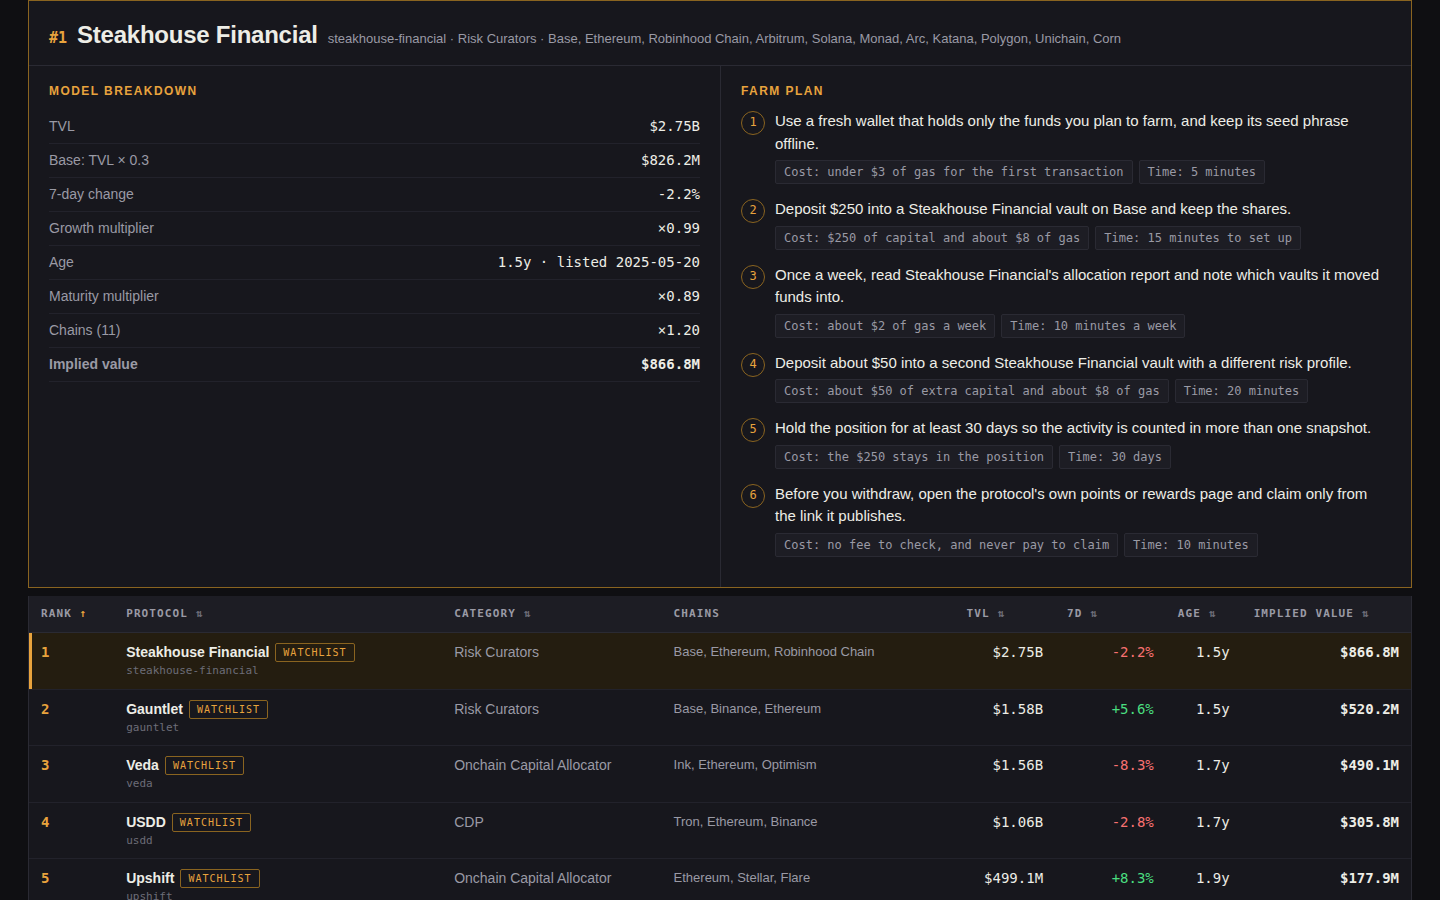 #1 Steakhouse Financial steakhouse-financial · Risk Curators · Base, Ethereum, Robinhood Chain, Arbitrum, Solana, Monad, Arc, Katana, Polygon, Unichain, Corn
MODEL BREAKDOWN
TVL $2.75B
Base: TVL × 0.3 $826.2M
7-day change -2.2%
Growth multiplier ×0.99
Age 1.5y · listed 2025-05-20
Maturity multiplier ×0.89
Chains (11) ×1.20
Implied value $866.8M
FARM PLAN
1 Use a fresh wallet that holds only the funds you plan to farm, and keep its seed phrase
offline.
Cost: under $3 of gas for the first transaction Time: 5 minutes
2 Deposit $250 into a Steakhouse Financial vault on Base and keep the shares.
Cost: $250 of capital and about $8 of gas Time: 15 minutes to set up
3 Once a week, read Steakhouse Financial's allocation report and note which vaults it moved
funds into.
Cost: about $2 of gas a week Time: 10 minutes a week
4 Deposit about $50 into a second Steakhouse Financial vault with a different risk profile.
Cost: about $50 of extra capital and about $8 of gas Time: 20 minutes
5 Hold the position for at least 30 days so the activity is counted in more than one snapshot.
Cost: the $250 stays in the position Time: 30 days
6 Before you withdraw, open the protocol's own points or rewards page and claim only from
the link it publishes.
Cost: no fee to check, and never pay to claim Time: 10 minutes
RANK ↑ PROTOCOL ⇅ CATEGORY ⇅ CHAINS TVL ⇅ 7D ⇅ AGE ⇅ IMPLIED VALUE ⇅
1 Steakhouse Financial WATCHLIST Risk Curators Base, Ethereum, Robinhood Chain $2.75B -2.2% 1.5y $866.8M
steakhouse-financial
2 Gauntlet WATCHLIST Risk Curators Base, Binance, Ethereum $1.58B +5.6% 1.5y $520.2M
gauntlet
3 Veda WATCHLIST Onchain Capital Allocator Ink, Ethereum, Optimism $1.56B -8.3% 1.7y $490.1M
veda
4 USDD WATCHLIST CDP Tron, Ethereum, Binance $1.06B -2.8% 1.7y $305.8M
usdd
5 Upshift WATCHLIST Onchain Capital Allocator Ethereum, Stellar, Flare $499.1M +8.3% 1.9y $177.9M
upshift